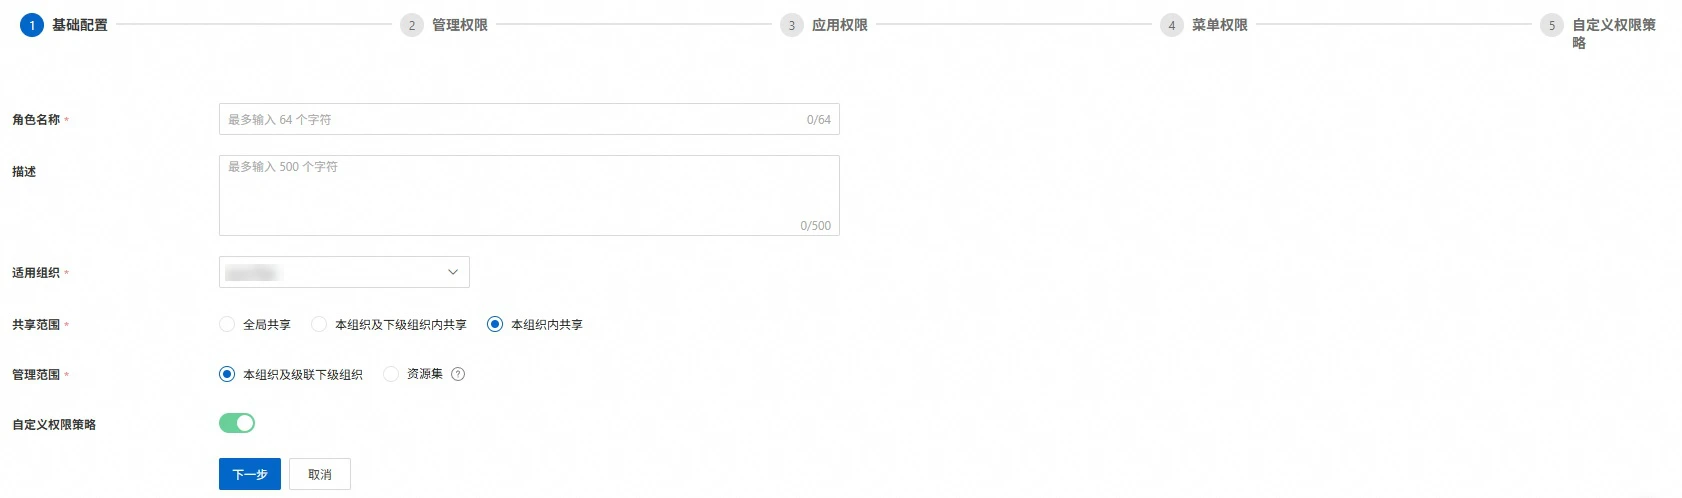 1 基础配置 2 管理权限 3 应用权限 4 菜单权限 5 自定义权限策
略
角色名称 * 最多输入 64 个字符 0/64
描述 最多输入 500 个字符
0/500
适用组织 *
共享范围 * 全局共享 本组织及下级组织内共享 本组织内共享
管理范围 * 本组织及级联下级组织 资源集 ?
自定义权限策略
下一步 取消